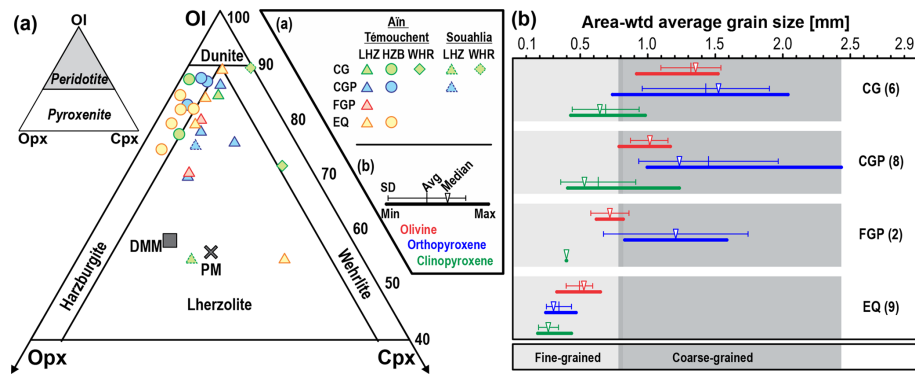 (a)
Ol
Peridotite
Pyroxenite
Opx
Cpx
Ol
100
Dunite
90
80
70
60
50
40
Harzburgite
Wehrlite
DMM
PM
Lherzolite
Opx
Cpx
(a)
Aïn
Témouchent
Souahlia
LHZ HZB WHR
LHZ WHR
CG
CGP
FGP
EQ
(b)
SD
Avg
Median
Min
Max
Olivine
Orthopyroxene
Clinopyroxene
(b)
Area-wtd average grain size [mm]
0.1 0.5 1.0 1.5 2.0 2.5 2.9
CG (6)
CGP (8)
FGP (2)
EQ (9)
Fine-grained
Coarse-grained